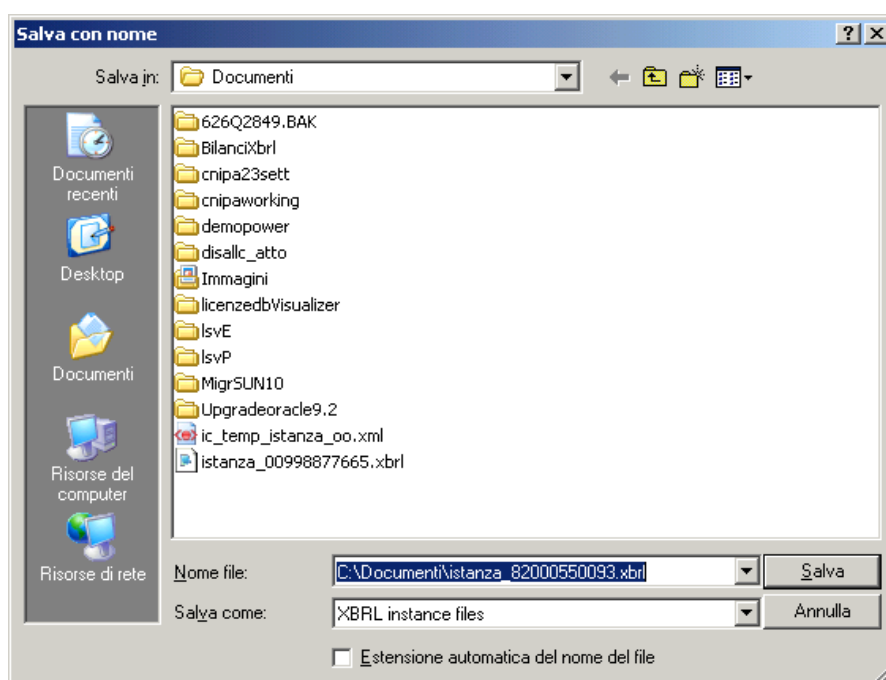 Salva con nome
Salva in: Documenti
Documenti
recenti
Desktop
Documenti
Risorse del
computer
Risorse di rete
626Q2849.BAK
BilanciXbrl
cnipa23sett
cnipaworking
demopower
disallc_atto
Immagini
licenzedbVisualizer
lsvE
lsvP
MigrSUN10
Upgradeoracle9.2
ic_temp_istanza_oo.xml
istanza_00998877665.xbrl
Nome file: C:\Documenti\istanza_82000550093.xbrl Salva
Salva come: XBRL instance files Annulla
Estensione automatica del nome del file